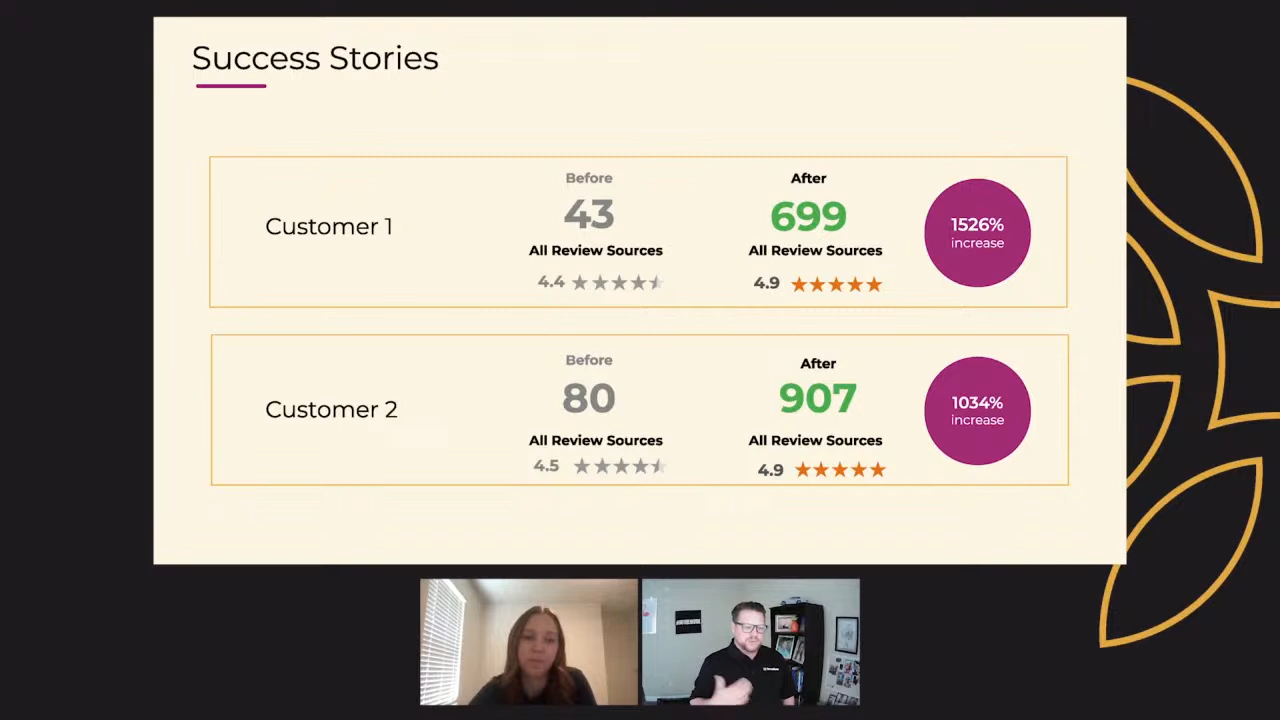 Success Stories
Customer 1
Before
43
All Review Sources
4.4
After
699
All Review Sources
4.9
1526%
increase
Customer 2
Before
80
All Review Sources
4.5
After
907
All Review Sources
4.9
1034%
increase